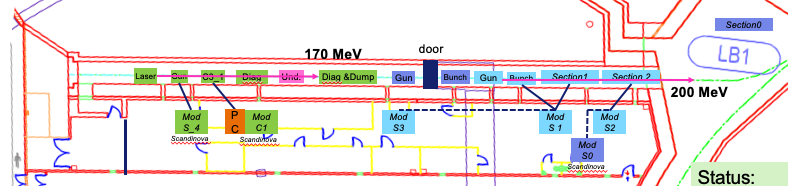 Section0
LB1
door
170 MeV
Laser
Gun
C3_1
Diag
Und.
Diag &Dump
Gun
Bunch
Gun
Bunch
Section1
Section 2
200 MeV
Mod
S_4
Scandinova
P
C
Mod
C1
Scandinova
Mod
S3
Mod
S 1
Mod
S2
Mod
S0
Scandinova
Status: